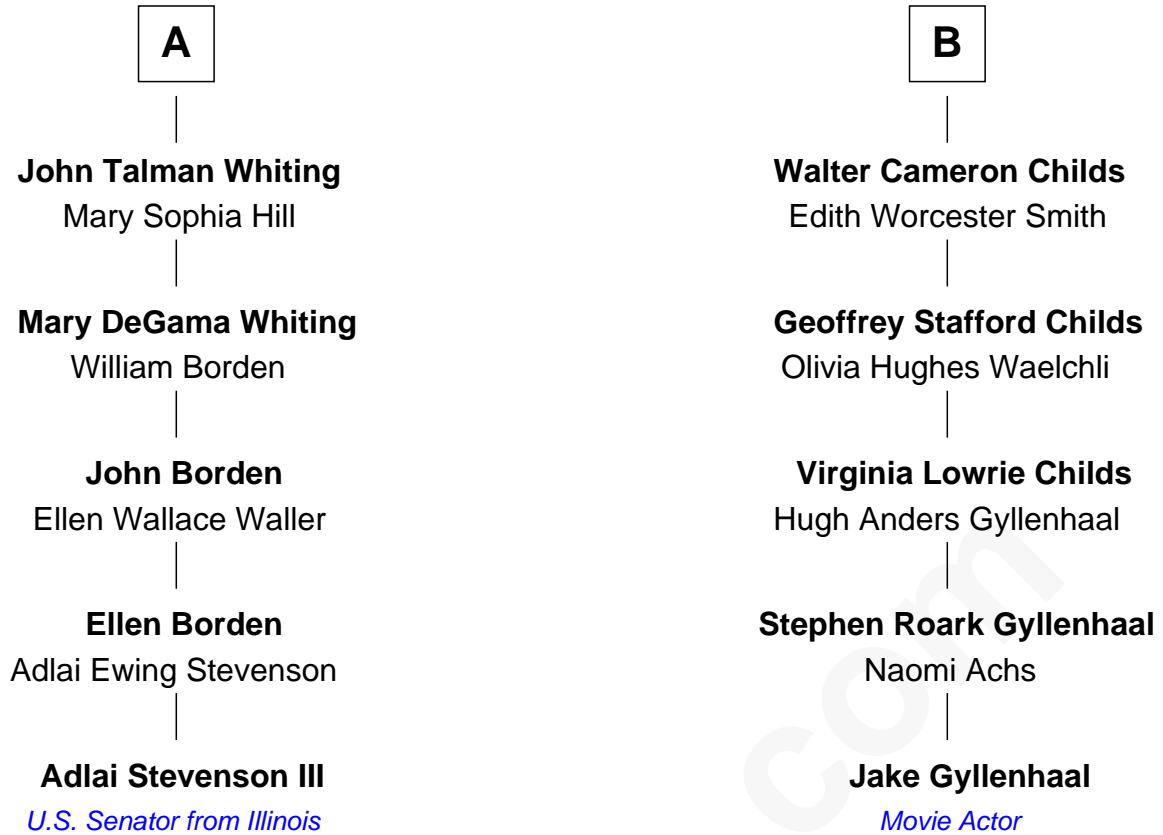 A
John Talman Whiting
Mary Sophia Hill
Mary DeGama Whiting
William Borden
John Borden
Ellen Wallace Waller
Ellen Borden
Adlai Ewing Stevenson
Adlai Stevenson III
U.S. Senator from Illinois
B
Walter Cameron Childs
Edith Worcester Smith
Geoffrey Stafford Childs
Olivia Hughes Waelchli
Virginia Lowrie Childs
Hugh Anders Gyllenhaal
Stephen Roark Gyllenhaal
Naomi Achs
Jake Gyllenhaal
Movie Actor
com